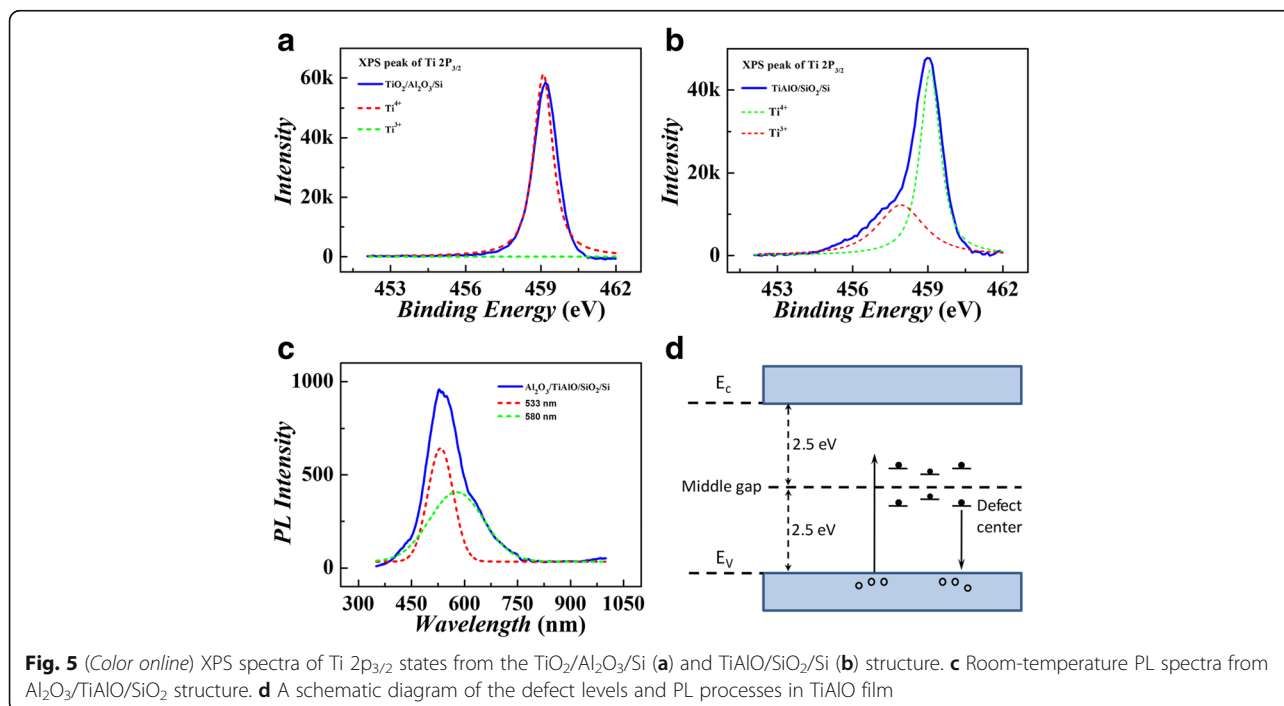 a
XPS peak of Ti 2P₃/₂
TiO₂/Al₂O₃/Si
Ti⁴⁺
Ti³⁺
60k
40k
20k
0
Intensity
453 456 459 462
Binding Energy (eV)
b
XPS peak of Ti 2P₃/₂
TiAlO/SiO₂/Si
Ti⁴⁺
Ti³⁺
40k
20k
0
Intensity
453 456 459 462
Binding Energy (eV)
c
Al₂O₃/TiAlO/SiO₂/Si
533 nm
580 nm
1000
500
0
PL Intensity
300 450 600 750 900 1050
Wavelength (nm)
d
E꜀
2.5 eV
Middle gap
2.5 eV
Defect
center
Eᵥ
Fig. 5 (Color online) XPS spectra of Ti 2p₃/₂ states from the TiO₂/Al₂O₃/Si (a) and TiAlO/SiO₂/Si (b) structure. c Room-temperature PL spectra from
Al₂O₃/TiAlO/SiO₂ structure. d A schematic diagram of the defect levels and PL processes in TiAlO film